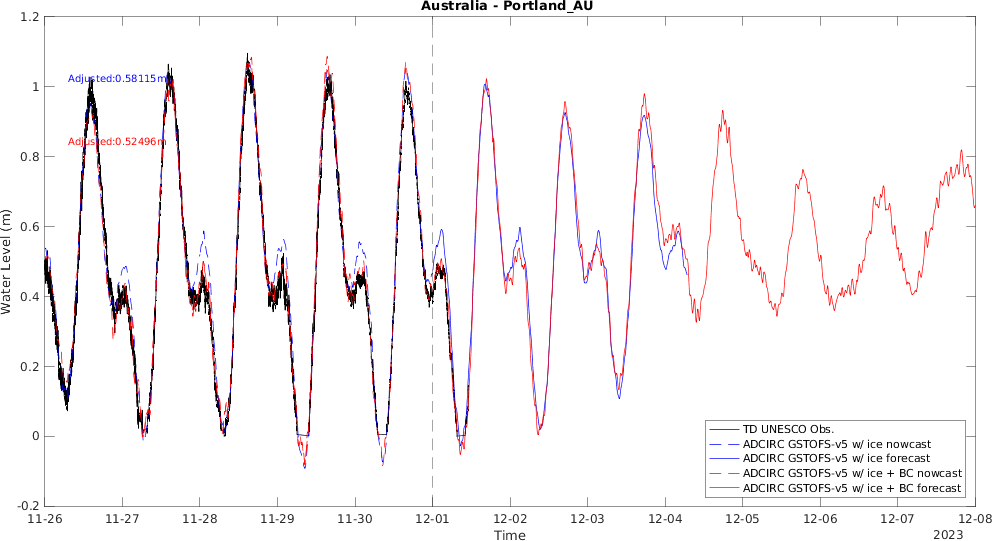 Australia - Portland_AU
1.2
1
0.8
0.6
0.4
0.2
0
-0.2
Water Level (m)
Adjusted:0.58115m
Adjusted:0.52496m
TD UNESCO Obs.
ADCIRC GSTOFS-v5 w/ ice nowcast
ADCIRC GSTOFS-v5 w/ ice forecast
ADCIRC GSTOFS-v5 w/ ice + BC nowcast
ADCIRC GSTOFS-v5 w/ ice + BC forecast
11-26 11-27 11-28 11-29 11-30 12-01 12-02 12-03 12-04 12-05 12-06 12-07 12-08
Time
2023